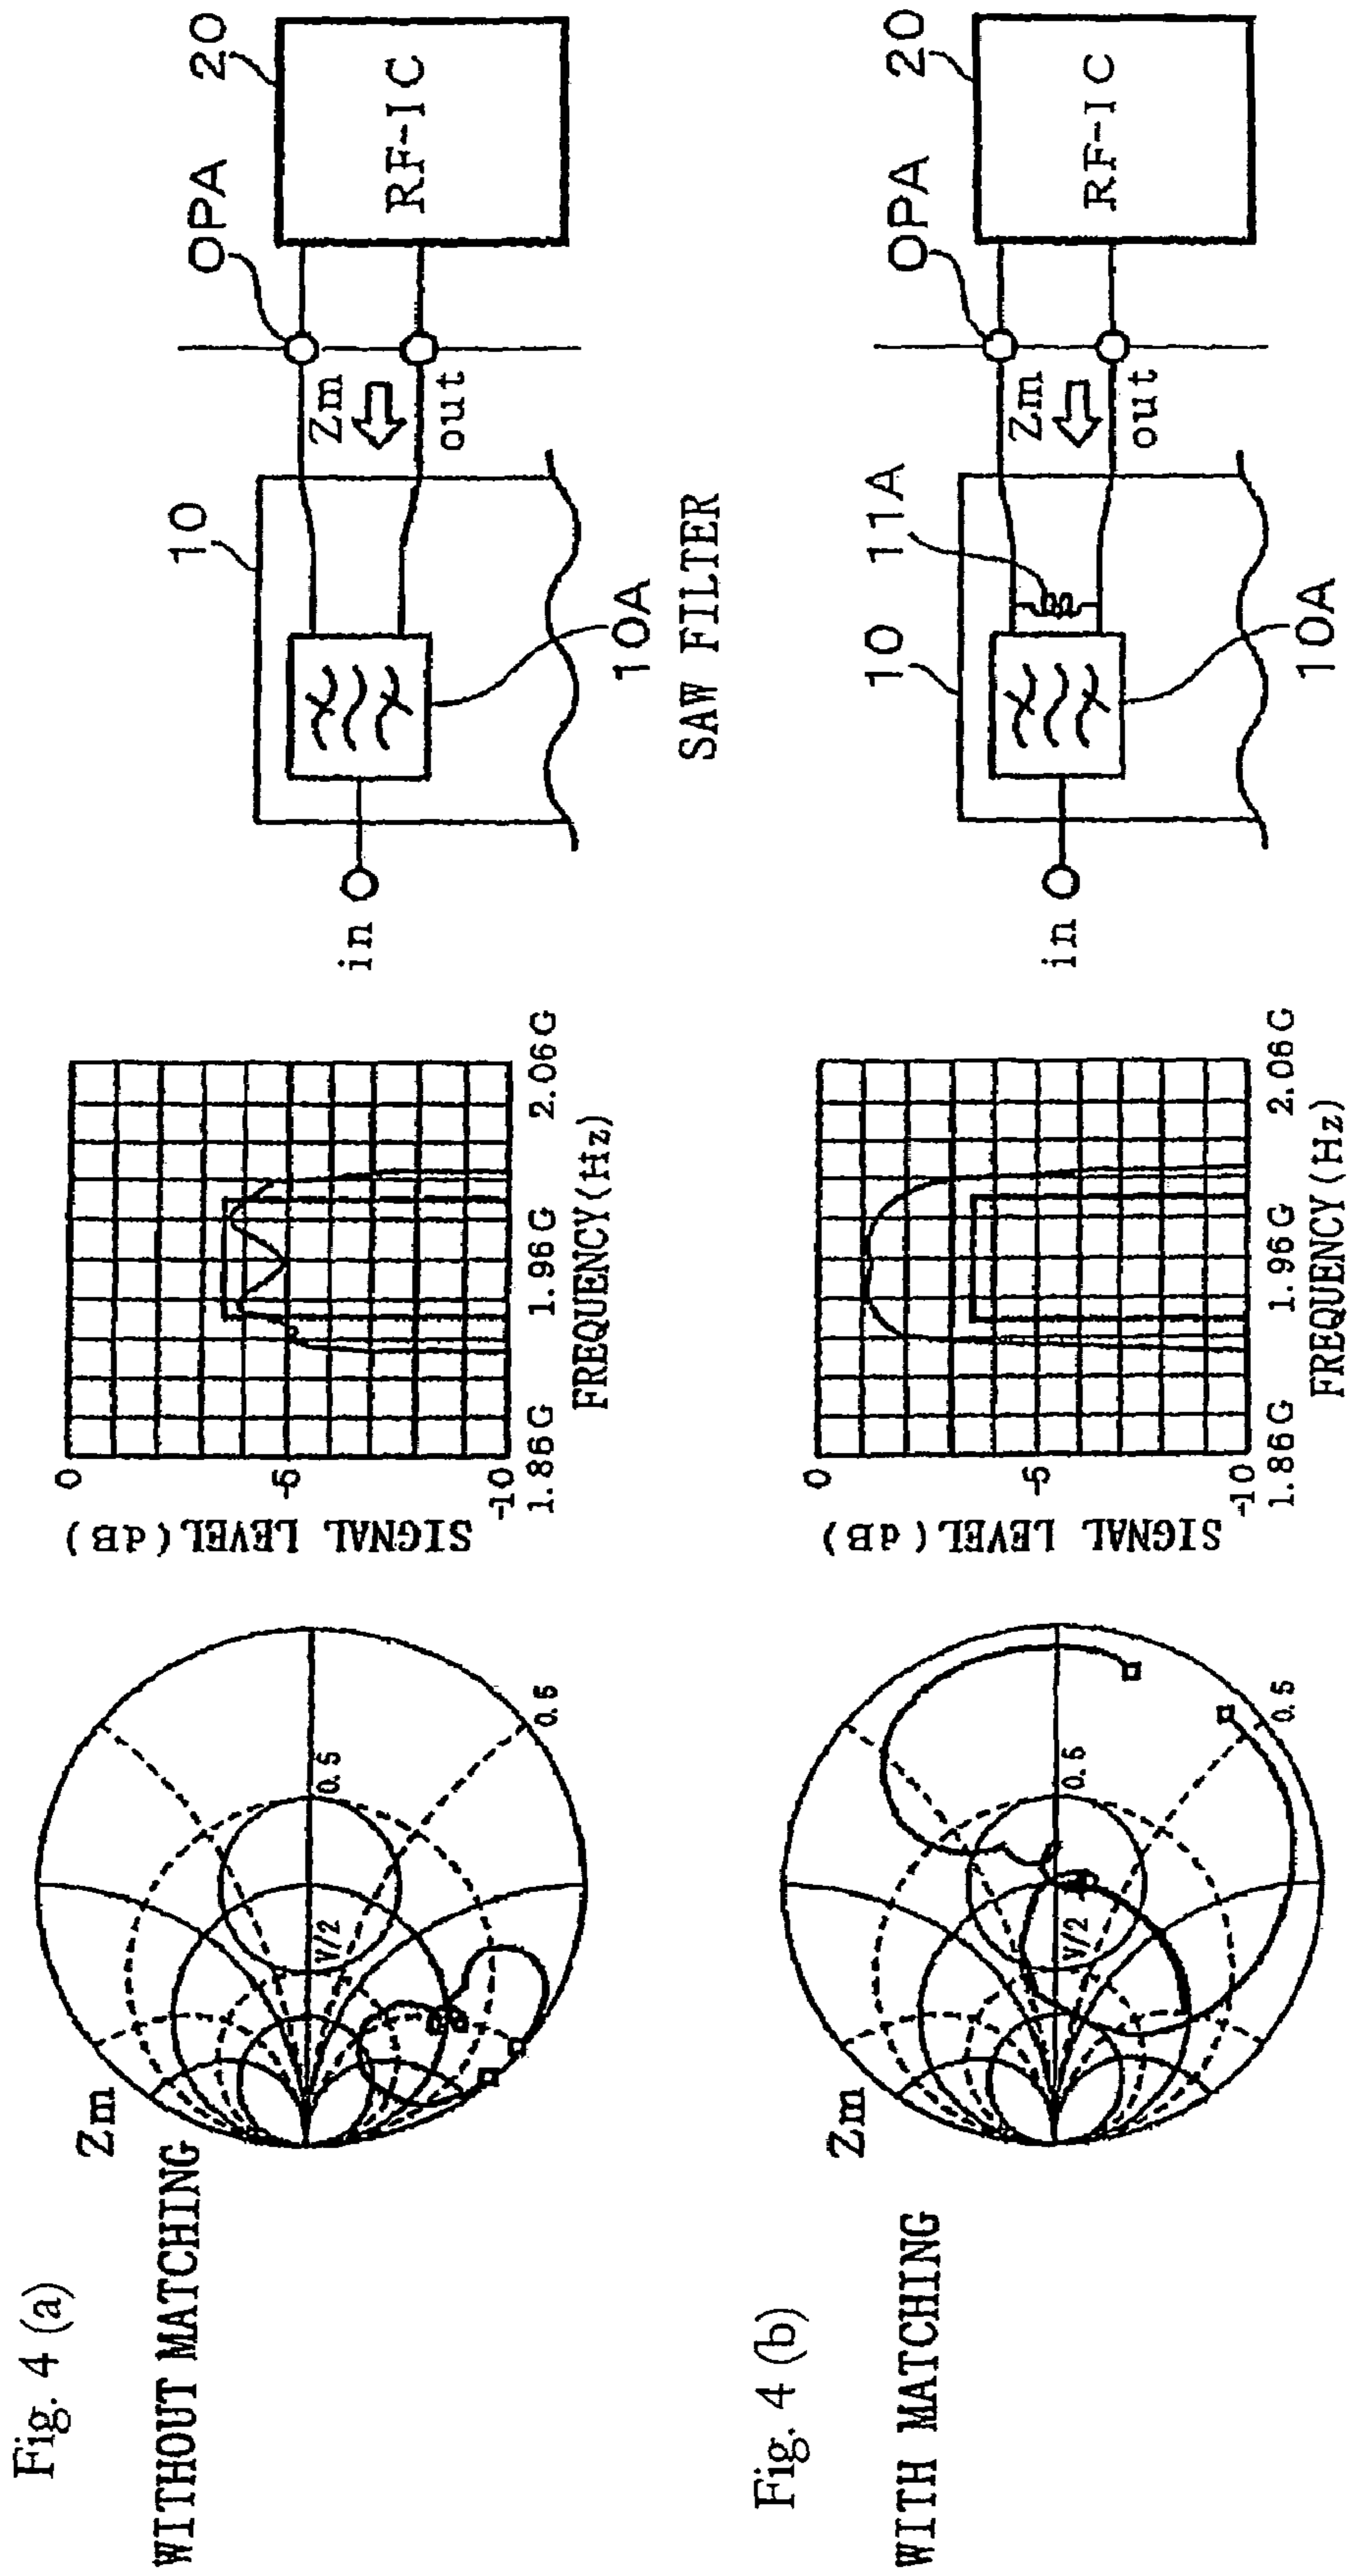 Fig. 4 (a)
WITHOUT MATCHING
Zm
0.5
0.5
V/2
SIGNAL LEVEL (dB)
0
-5
-10
1.86G
1.96G
2.06G
FREQUENCY (Hz)
in
10
10A
SAW FILTER
Zm
out
OPA
20
RF-IC
Fig. 4 (b)
WITH MATCHING
Zm
0.5
0.5
V/2
SIGNAL LEVEL (dB)
0
-5
-10
1.86G
1.96G
2.06G
FREQUENCY (Hz)
in
10
11A
10A
Zm
out
OPA
20
RF-IC